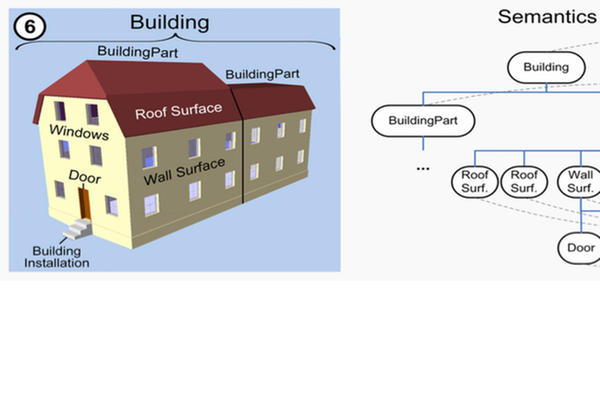 6
Building
BuildingPart
BuildingPart
Roof Surface
Windows
Wall Surface
Door
Building
Installation
Semantics
Building
BuildingPart
...
Roof
Surf.
Roof
Surf.
Wall
Surf.
Door